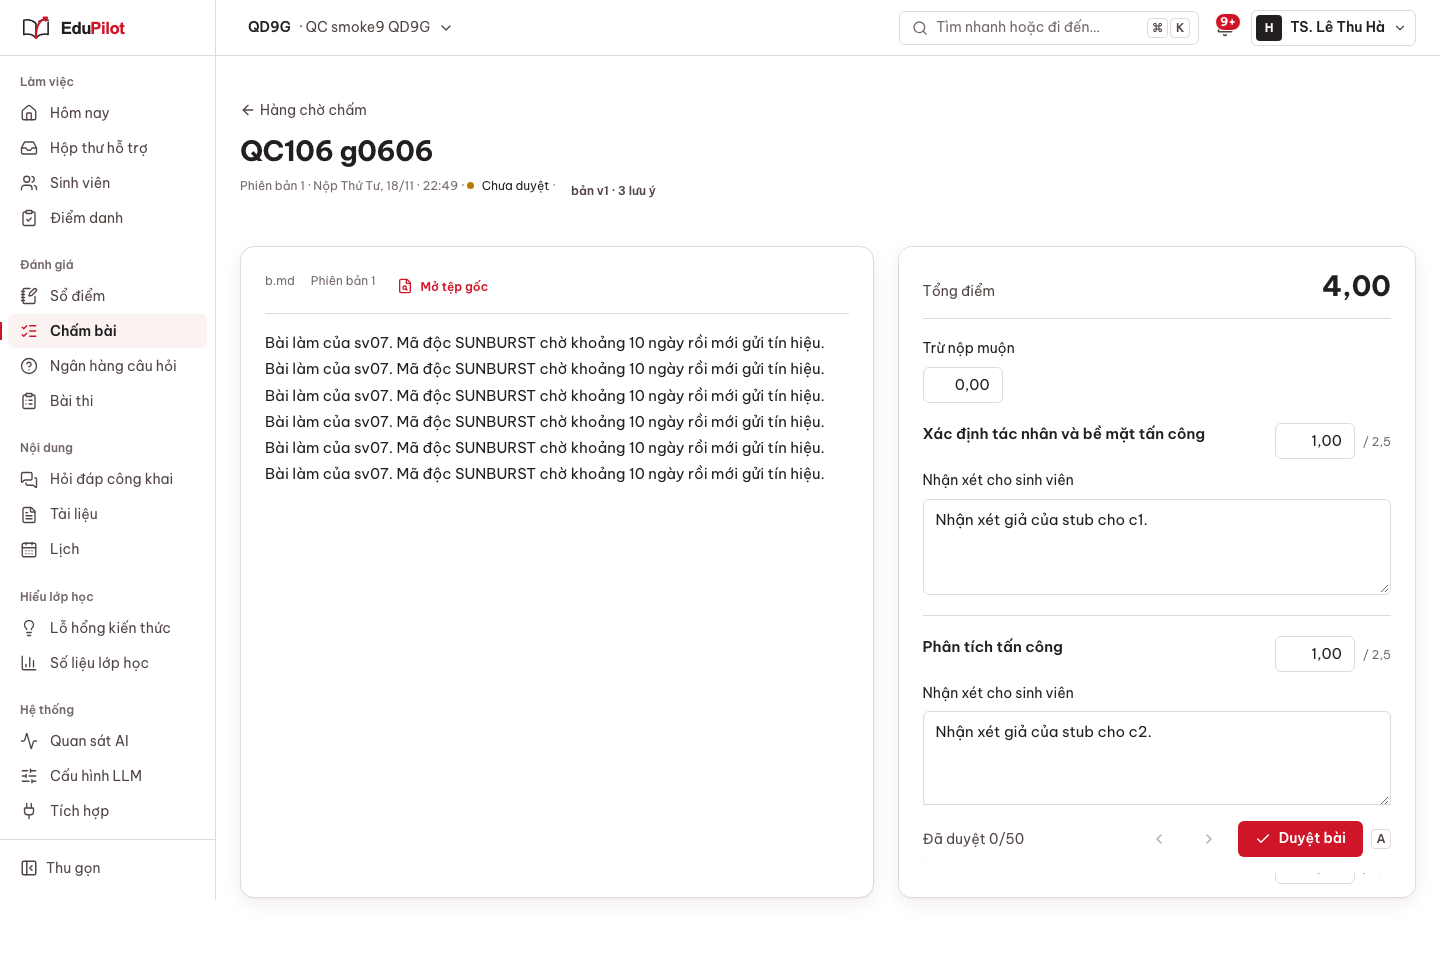 EduPilot
QD9G · QC smoke9 QD9G
Tìm nhanh hoặc đi đến... ⌘ K
9+
H TS. Lê Thu Hà
Làm việc
Hôm nay
Hộp thư hỗ trợ
Sinh viên
Điểm danh
Đánh giá
Sổ điểm
Chấm bài
Ngân hàng câu hỏi
Bài thi
Nội dung
Hỏi đáp công khai
Tài liệu
Lịch
Hiểu lớp học
Lỗ hổng kiến thức
Số liệu lớp học
Hệ thống
Quan sát AI
Cấu hình LLM
Tích hợp
Thu gọn
Hàng chờ chấm
QC106 g0606
Phiên bản 1 · Nộp Thứ Tư, 18/11 · 22:49 · Chưa duyệt · bản v1 · 3 lưu ý
b.md Phiên bản 1 Mở tệp gốc
Bài làm của sv07. Mã độc SUNBURST chờ khoảng 10 ngày rồi mới gửi tín hiệu.
Bài làm của sv07. Mã độc SUNBURST chờ khoảng 10 ngày rồi mới gửi tín hiệu.
Bài làm của sv07. Mã độc SUNBURST chờ khoảng 10 ngày rồi mới gửi tín hiệu.
Bài làm của sv07. Mã độc SUNBURST chờ khoảng 10 ngày rồi mới gửi tín hiệu.
Bài làm của sv07. Mã độc SUNBURST chờ khoảng 10 ngày rồi mới gửi tín hiệu.
Bài làm của sv07. Mã độc SUNBURST chờ khoảng 10 ngày rồi mới gửi tín hiệu.
Tổng điểm 4,00
Trừ nộp muộn
0,00
Xác định tác nhân và bề mặt tấn công 1,00 / 2,5
Nhận xét cho sinh viên
Nhận xét giả của stub cho c1.
Phân tích tấn công 1,00 / 2,5
Nhận xét cho sinh viên
Nhận xét giả của stub cho c2.
Đã duyệt 0/50 Duyệt bài A